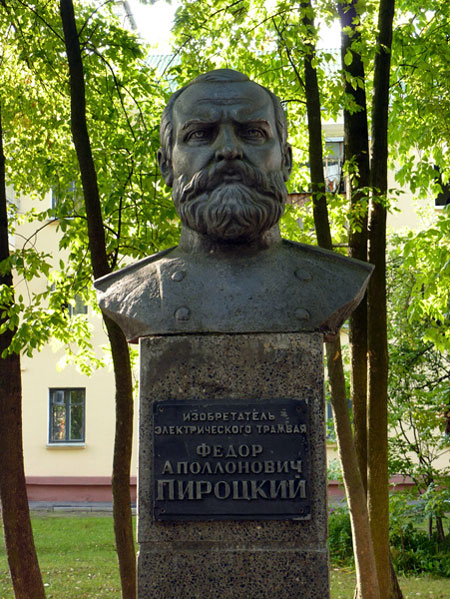 ИЗОБРЕТАТЕЛЬ
ЭЛЕКТРИЧЕСКОГО ТРАМВАЯ
ФЕДОР
АПОЛЛОНОВИЧ
ПИРОЦКИЙ